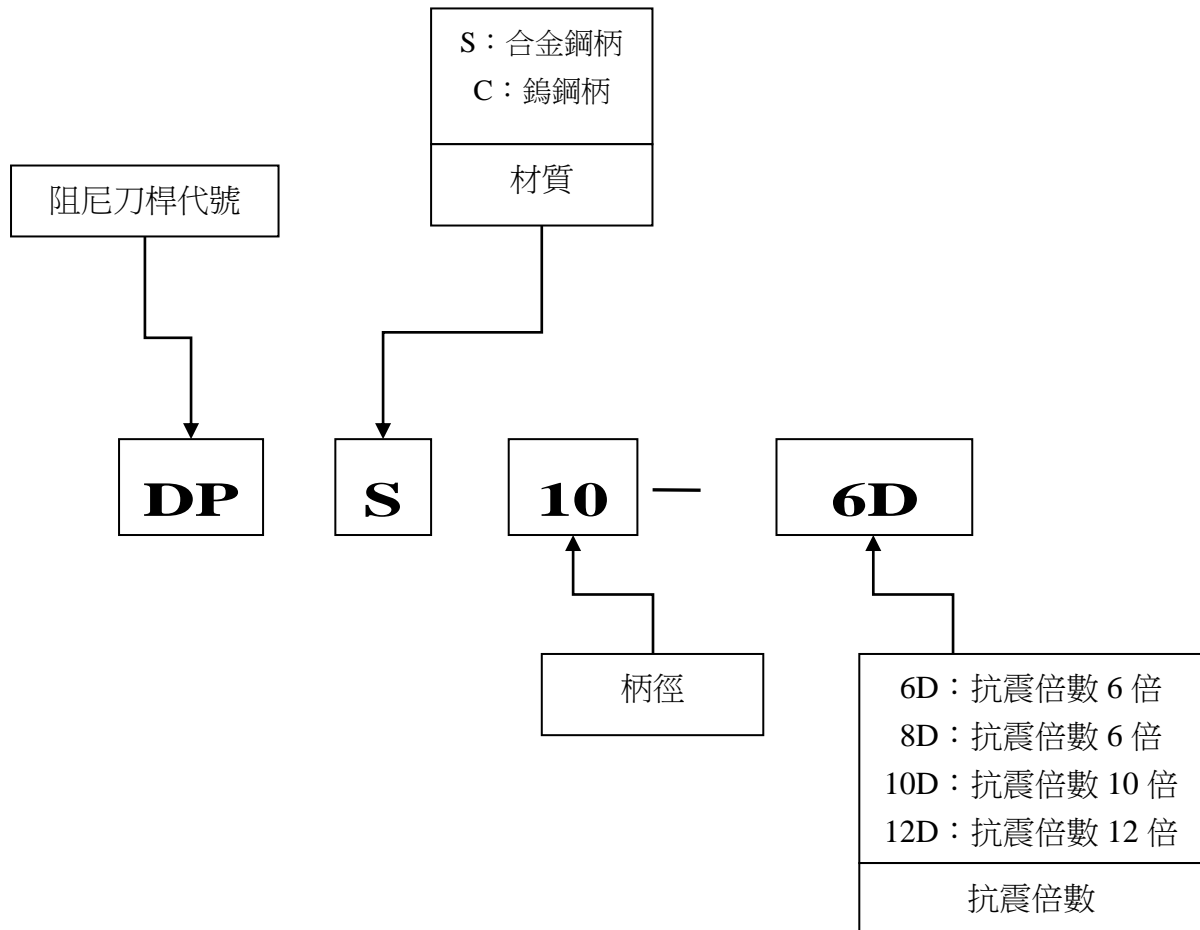 S：合金鋼柄
C：鎢鋼柄
材質
阻尼刀桿代號
DP S 10 — 6D
柄徑
6D：抗震倍數 6 倍
8D：抗震倍數 6 倍
10D：抗震倍數 10 倍
12D：抗震倍數 12 倍
抗震倍數